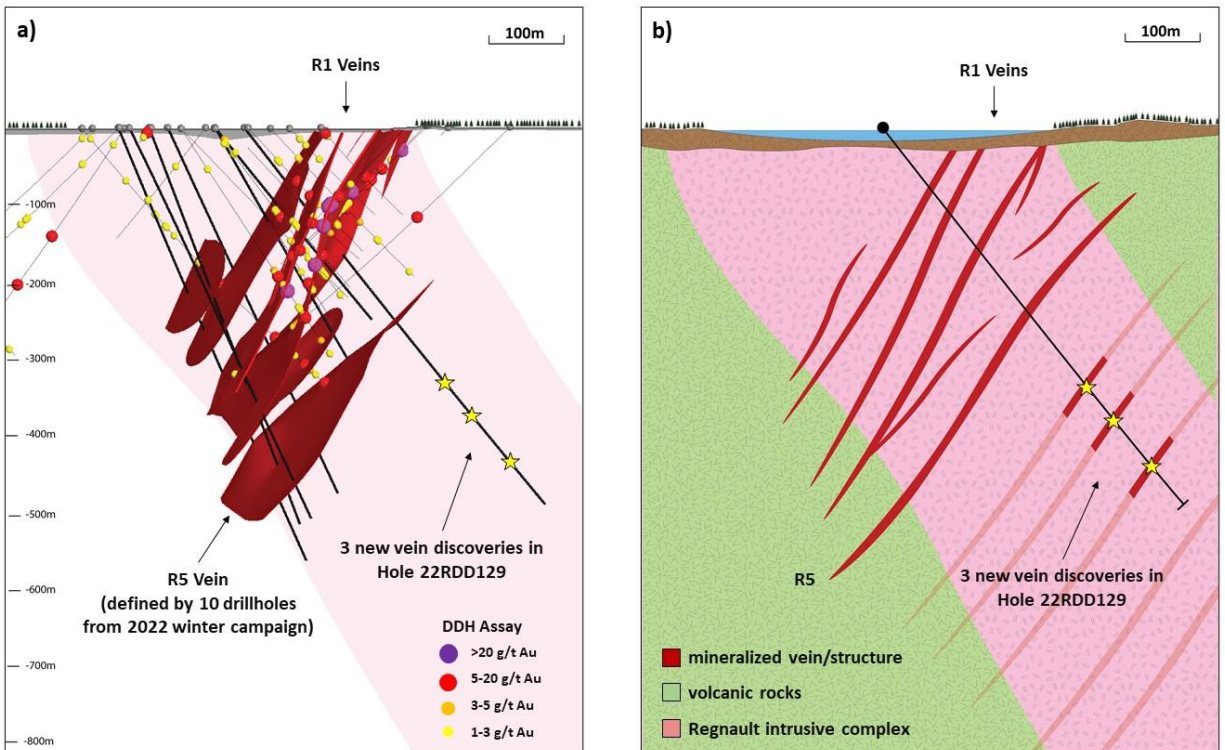 a)
100m
R1 Veins
-100m
-200m
-300m
-400m
-500m
-600m
-700m
-800m
3 new vein discoveries in
Hole 22RDD129
R5 Vein
(defined by 10 drillholes
from 2022 winter campaign)
DDH Assay
>20 g/t Au
5-20 g/t Au
3-5 g/t Au
1-3 g/t Au
b)
100m
R1 Veins
R5
3 new vein discoveries in
Hole 22RDD129
mineralized vein/structure
volcanic rocks
Regnault intrusive complex